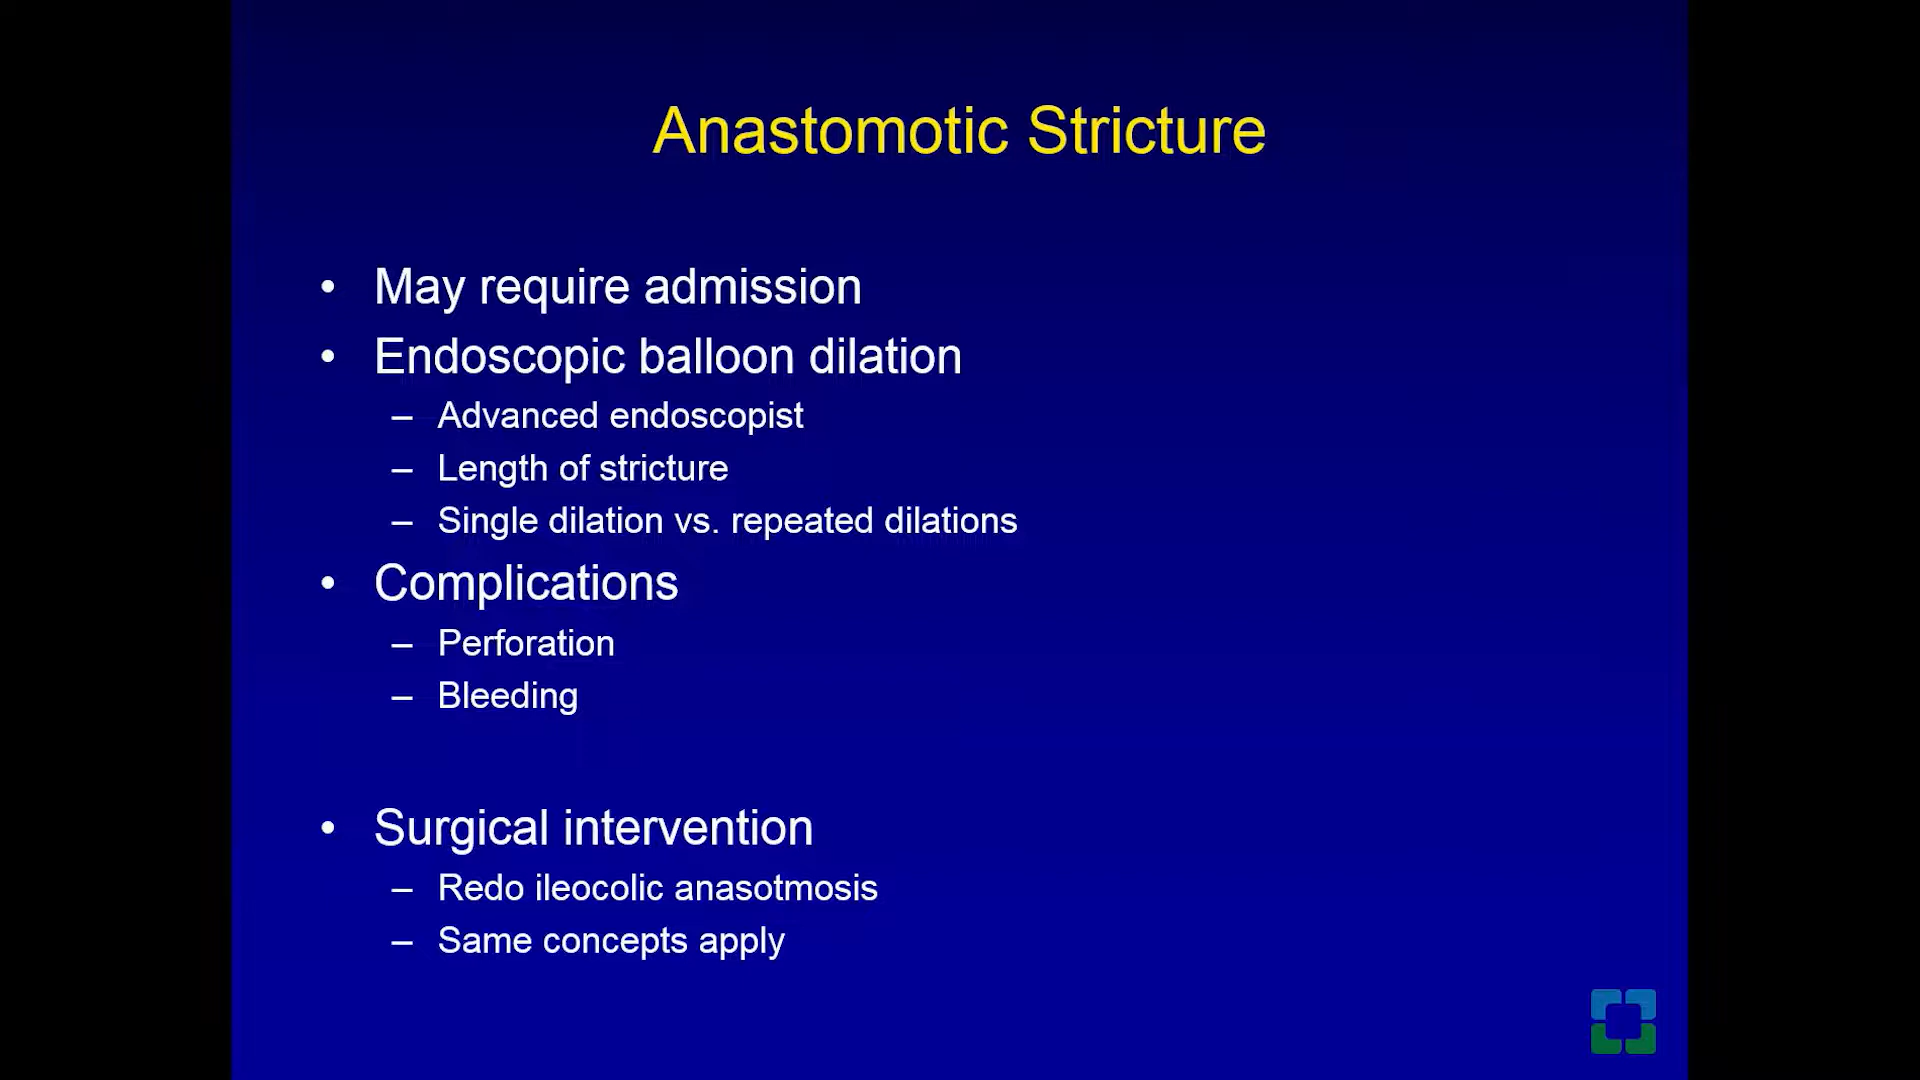 Anastomotic Stricture
• May require admission
• Endoscopic balloon dilation
– Advanced endoscopist
– Length of stricture
– Single dilation vs. repeated dilations
• Complications
– Perforation
– Bleeding
• Surgical intervention
– Redo ileocolic anasotmosis
– Same concepts apply